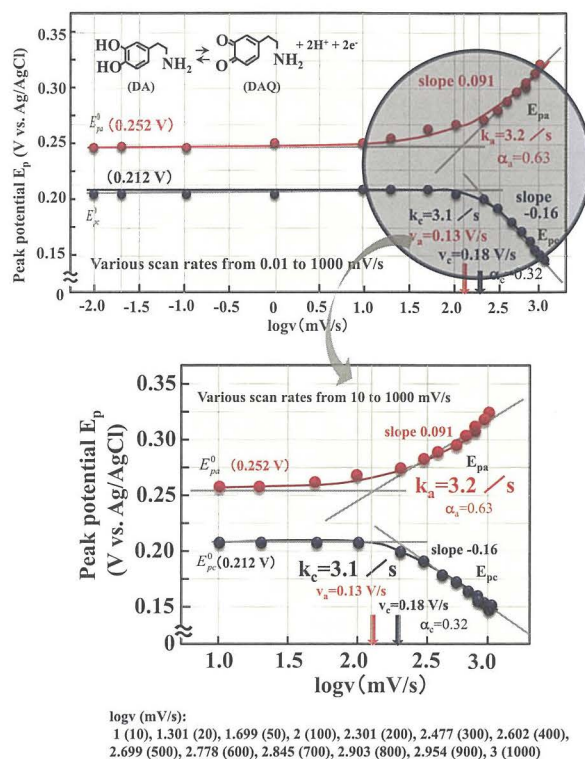 HO
HO
NH₂
(DA)
O
O
NH₂
(DAQ)
+ 2H⁺ + 2e⁻
Peak potential Eₚ (V vs. Ag/AgCl)
0.35
0.30
0.25
0.20
0.15
0
E⁰pa (0.252 V)
(0.212 V)
E⁰pc
slope 0.091
Epa
kₐ=3.2／s
αₐ=0.63
slope
-0.16
k꜀=3.1／s
νₐ=0.13 V/s
Epc
ν꜀=0.18 V/s
α꜀=0.32
Various scan rates from 0.01 to 1000 mV/s
-2.0 -1.5 -1.0 -0.5 0 0.5 1.0 1.5 2.0 2.5 3.0
logv(mV/s)
Peak potential Eₚ
(V vs. Ag/AgCl)
0.35
0.30
0.25
0.20
0.15
0
Various scan rates from 10 to 1000 mV/s
slope 0.091
E⁰pa (0.252 V)
Epa
kₐ=3.2／s
αₐ=0.63
E⁰pc (0.212 V)
slope -0.16
k꜀=3.1／s
Epc
νₐ=0.13 V/s
ν꜀=0.18 V/s
α꜀=0.32
1.0 1.5 2.0 2.5 3.0
logv(mV/s)
logv (mV/s):
1 (10), 1.301 (20), 1.699 (50), 2 (100), 2.301 (200), 2.477 (300), 2.602 (400),
2.699 (500), 2.778 (600), 2.845 (700), 2.903 (800), 2.954 (900), 3 (1000)